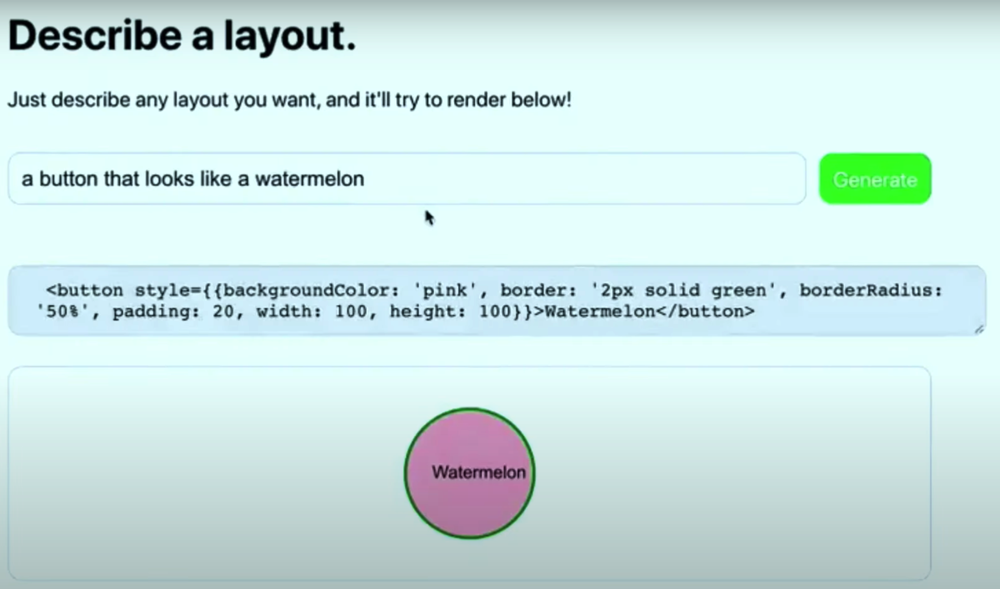 Describe a layout.
Just describe any layout you want, and it'll try to render below!
a button that looks like a watermelon
Generate
<button style={{backgroundColor: 'pink', border: '2px solid green', borderRadius:
'50%', padding: 20, width: 100, height: 100}}>Watermelon</button>
Watermelon